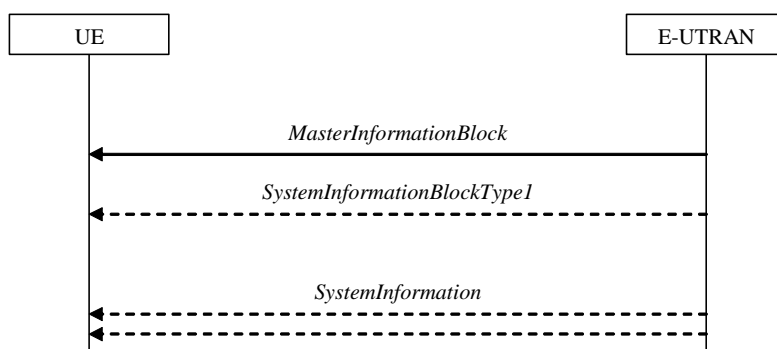 UE
E-UTRAN
MasterInformationBlock
SystemInformationBlockType1
SystemInformation